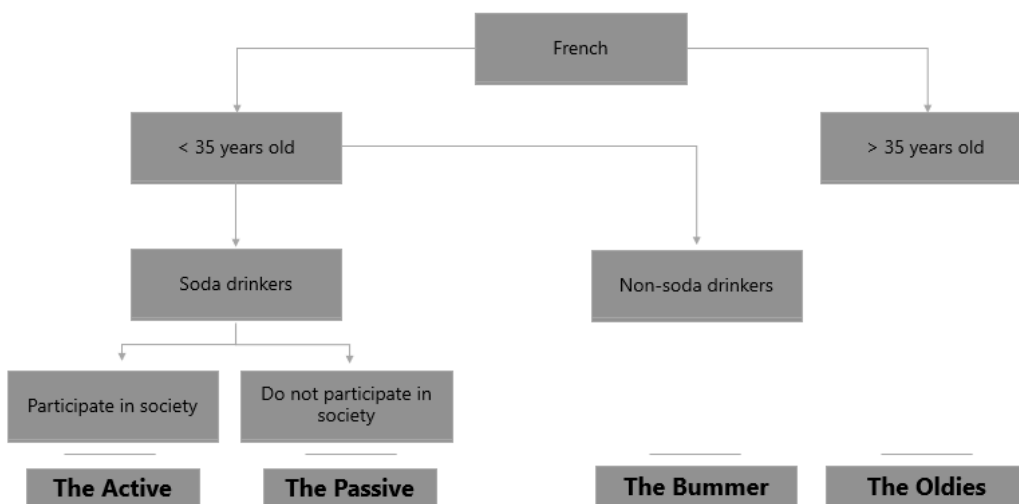 French
< 35 years old
> 35 years old
Soda drinkers
Non-soda drinkers
Participate in society
Do not participate in
society
The Active
The Passive
The Bummer
The Oldies